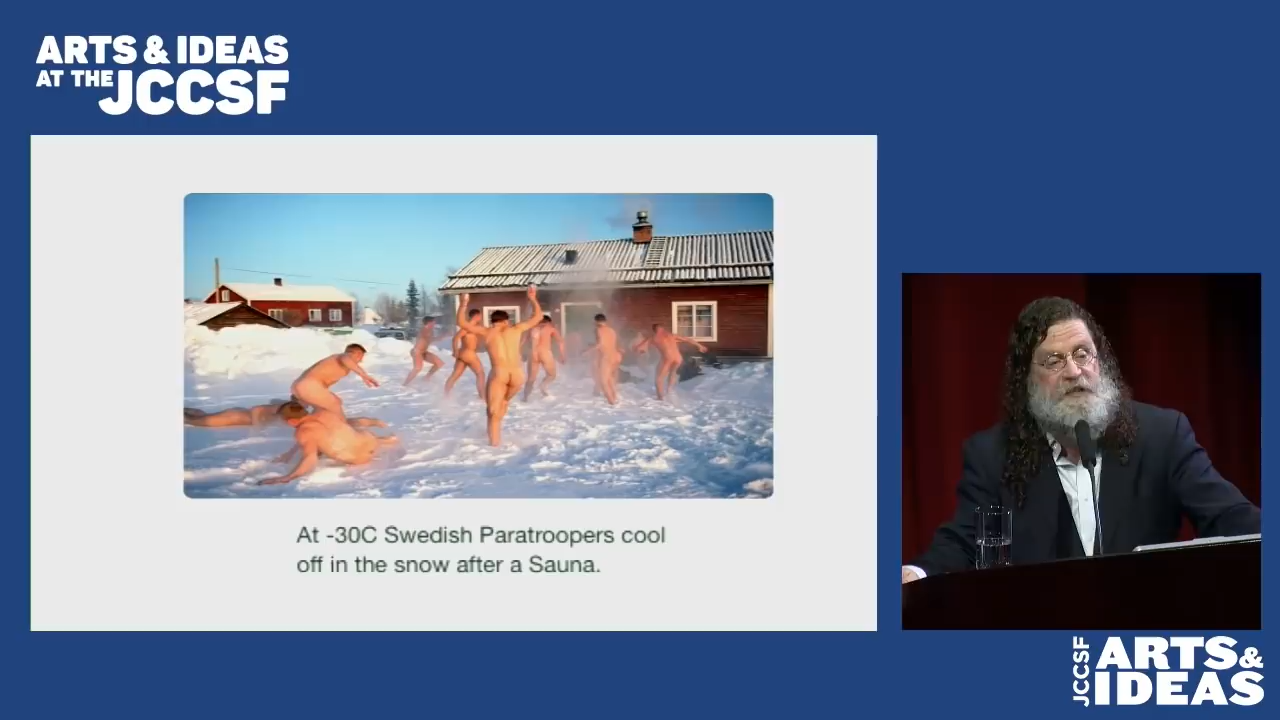 ARTS & IDEAS
AT THE JCCSF
At -30C Swedish Paratroopers cool
off in the snow after a Sauna.
JCCSF
ARTS&
IDEAS